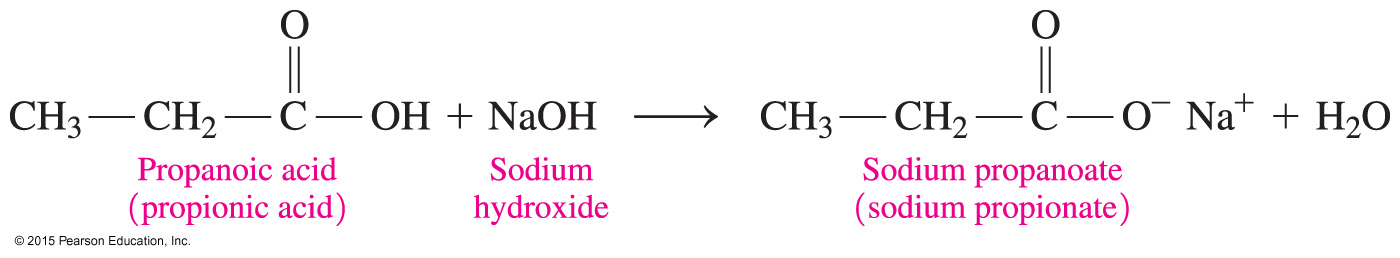 O O
CH₃—CH₂—C—OH + NaOH ⟶ CH₃—CH₂—C—O⁻ Na⁺ + H₂O
Propanoic acid Sodium Sodium propanoate
(propionic acid) hydroxide (sodium propionate)
© 2015 Pearson Education, Inc.